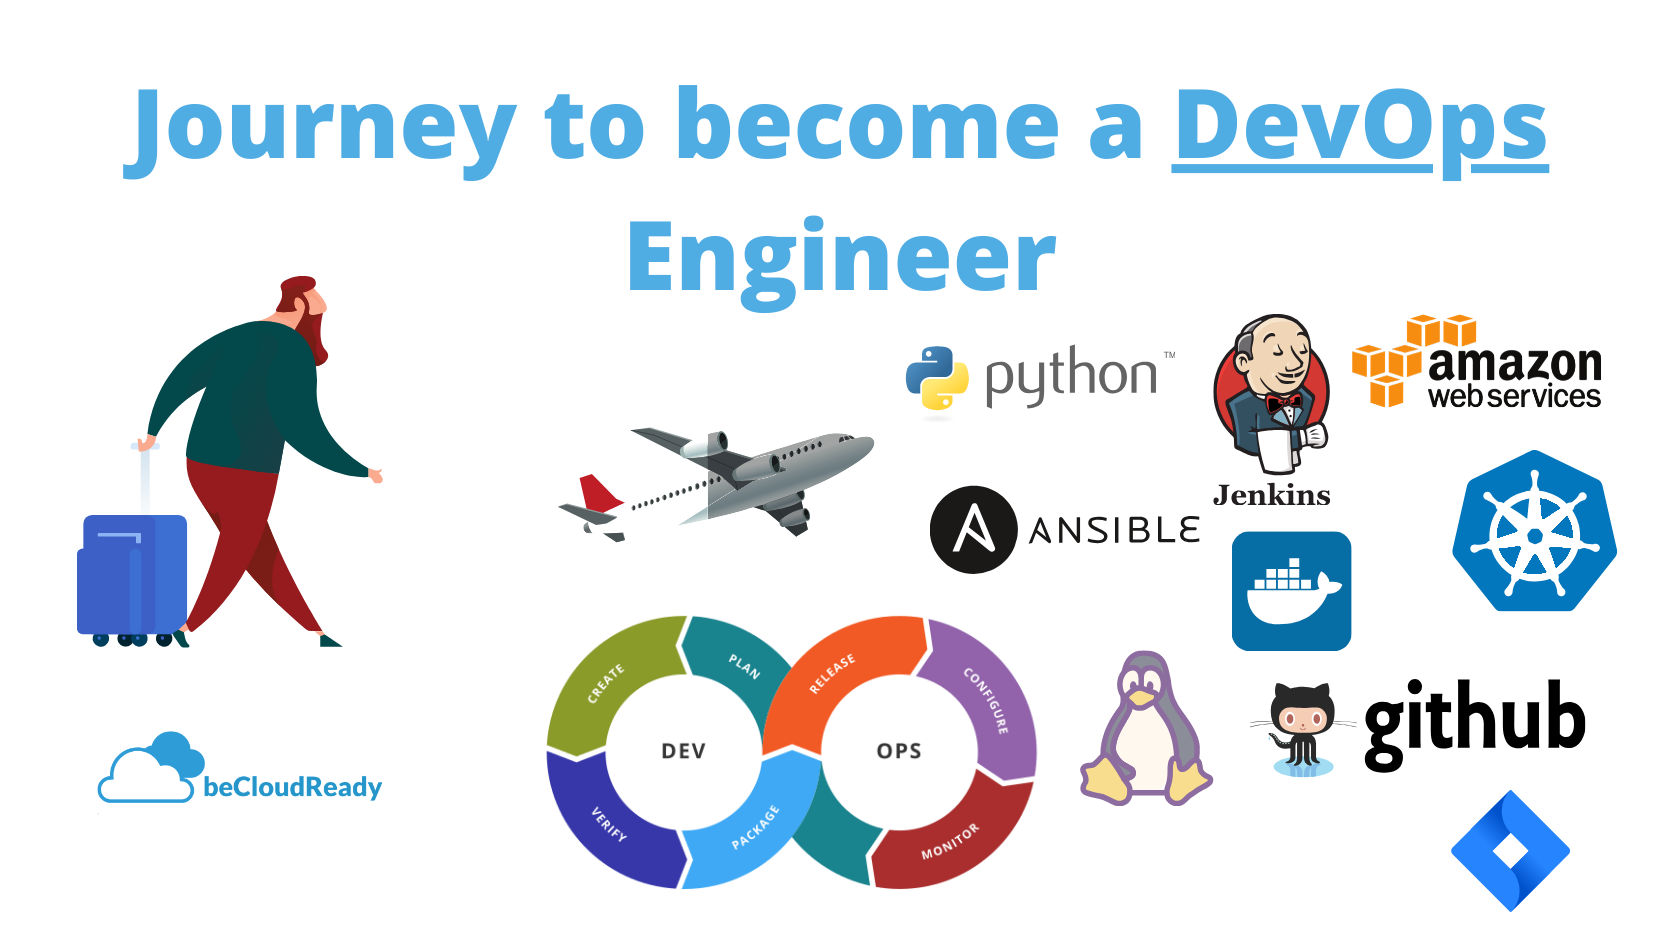 Journey to become a DevOps
Engineer
python™
Jenkins
amazon
web services
ANSIBLE
CREATE
PLAN
RELEASE
CONFIGURE
DEV
OPS
VERIFY
PACKAGE
MONITOR
github
beCloudReady